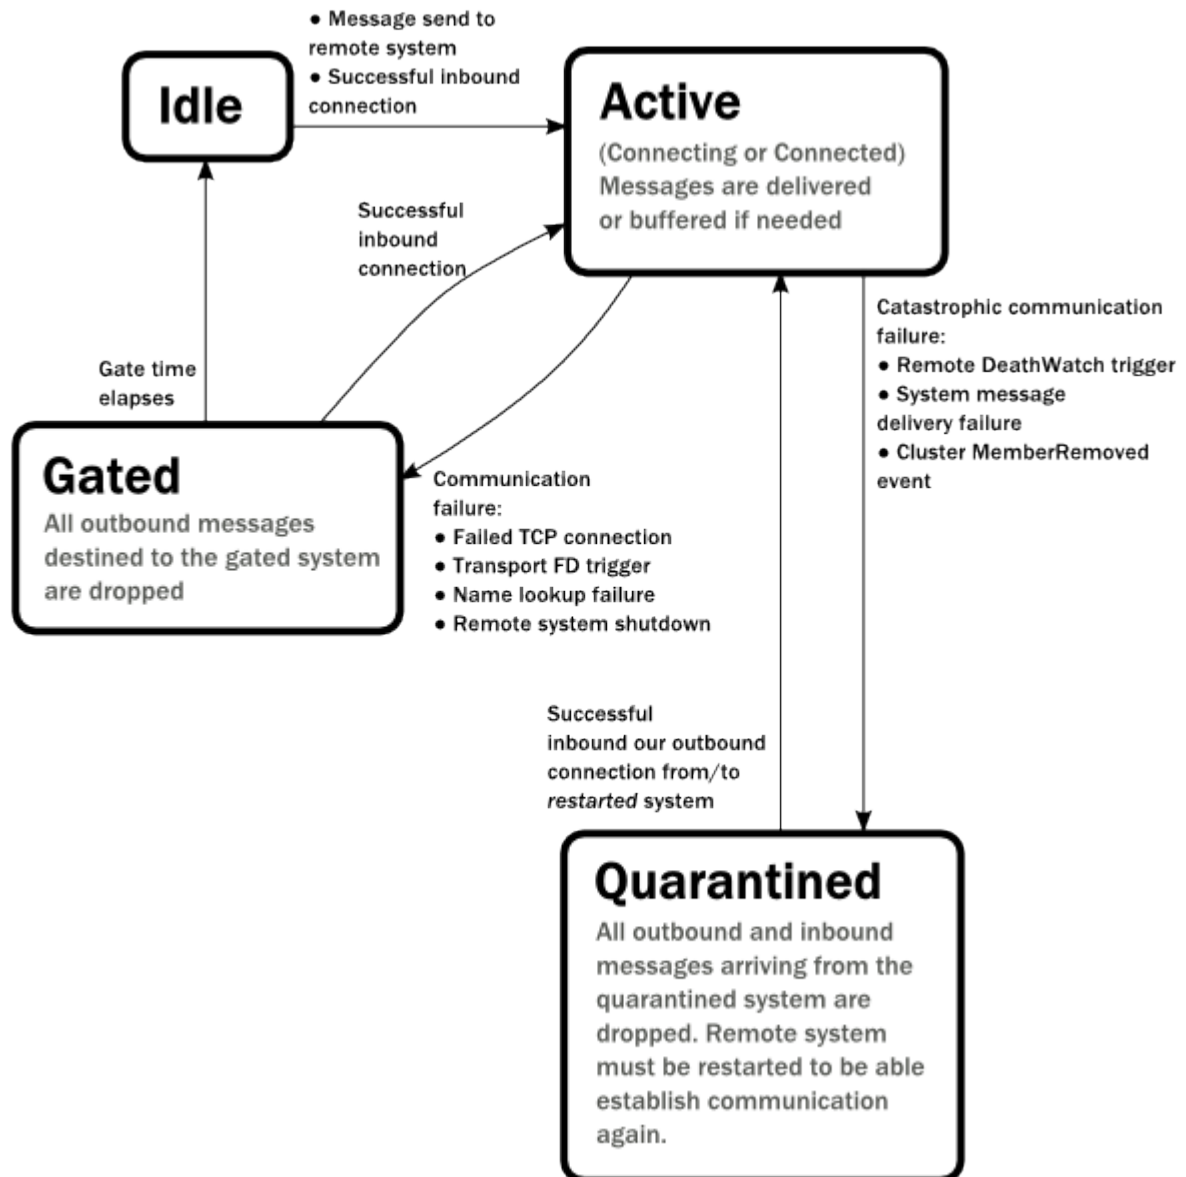 ● Message send to
remote system
● Successful inbound
connection
Idle
Active
(Connecting or Connected)
Messages are delivered
or buffered if needed
Successful
inbound
connection
Gate time
elapses
Catastrophic communication
failure:
● Remote DeathWatch trigger
● System message
delivery failure
● Cluster MemberRemoved
event
Gated
All outbound messages
destined to the gated system
are dropped
Communication
failure:
● Failed TCP connection
● Transport FD trigger
● Name lookup failure
● Remote system shutdown
Successful
inbound our outbound
connection from/to
restarted system
Quarantined
All outbound and inbound
messages arriving from the
quarantined system are
dropped. Remote system
must be restarted to be able
establish communication
again.